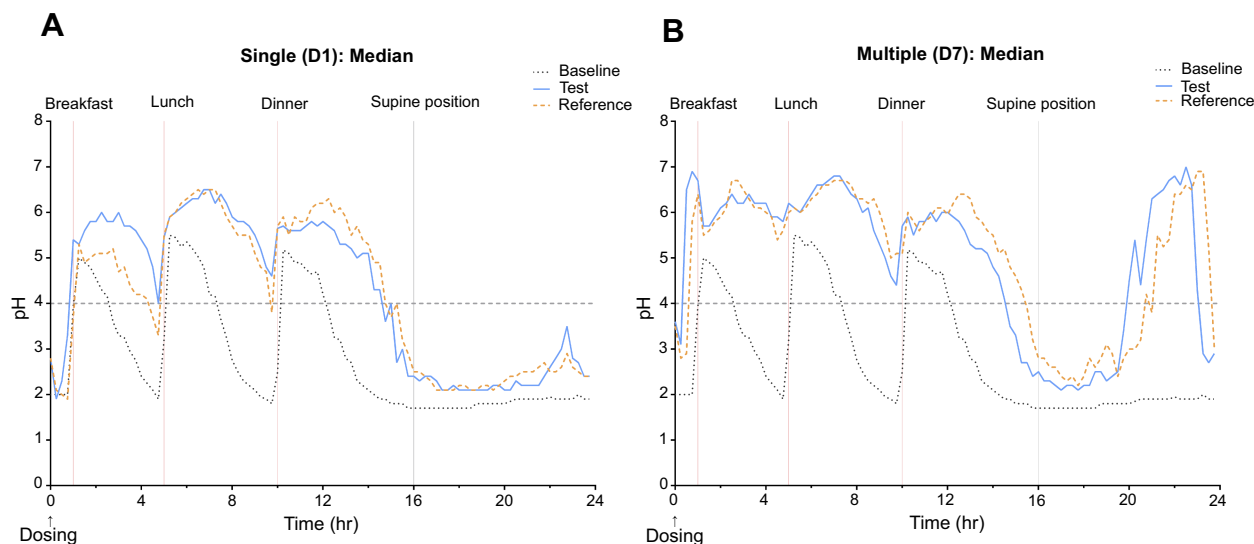 A
Single (D1): Median
Baseline
Test
Reference
Breakfast
Lunch
Dinner
Supine position
8
7
6
5
4
3
2
1
0
pH
0
4
8
12
16
20
24
Time (hr)
↑
Dosing
B
Multiple (D7): Median
Baseline
Test
Reference
Breakfast
Lunch
Dinner
Supine position
8
7
6
5
4
3
2
1
0
pH
0
4
8
12
16
20
24
Time (hr)
↑
Dosing